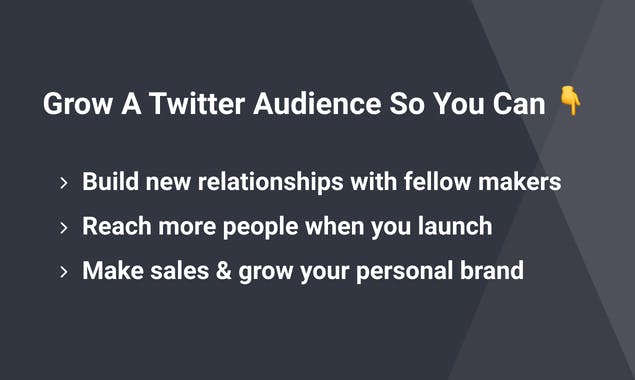 Grow A Twitter Audience So You Can 👇
Build new relationships with fellow makers
Reach more people when you launch
Make sales & grow your personal brand